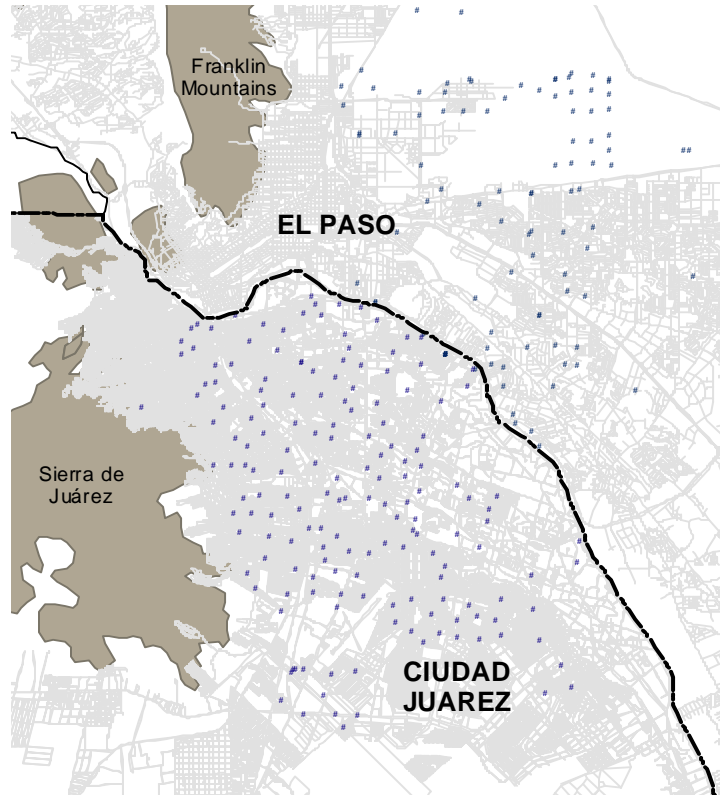 Franklin
Mountains
EL PASO
Sierra de
Juárez
CIUDAD
JUAREZ